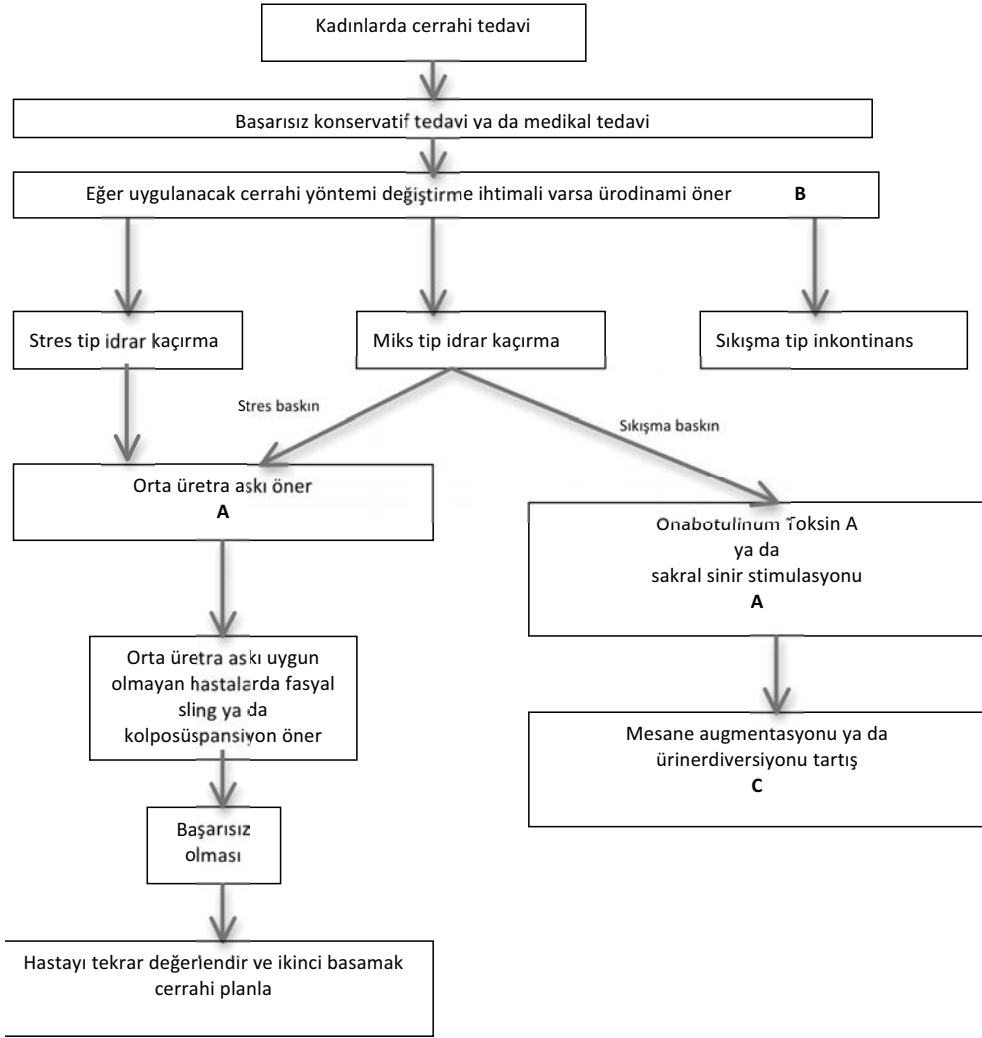 Kadınlarda cerrahi tedavi
Başarısız konservatif tedavi ya da medikal tedavi
Eğer uygulanacak cerrahi yöntemi değiştirme ihtimali varsa ürodinami öner B
Stres tip idrar kaçırma
Miks tip idrar kaçırma
Sıkışma tip inkontinans
Stres baskın
Sıkışma baskın
Orta üretra askı öner
A
Onabotulinum Toksin A
ya da
sakral sinir stimulasyonu
A
Orta üretra askı uygun
olmayan hastalarda fasyal
sling ya da
kolposüspansiyon öner
Mesane augmentasyonu ya da
ürinerdiversiyonu tartış
C
Başarısız
olması
Hastayı tekrar değerlendir ve ikinci basamak
cerrahi planla